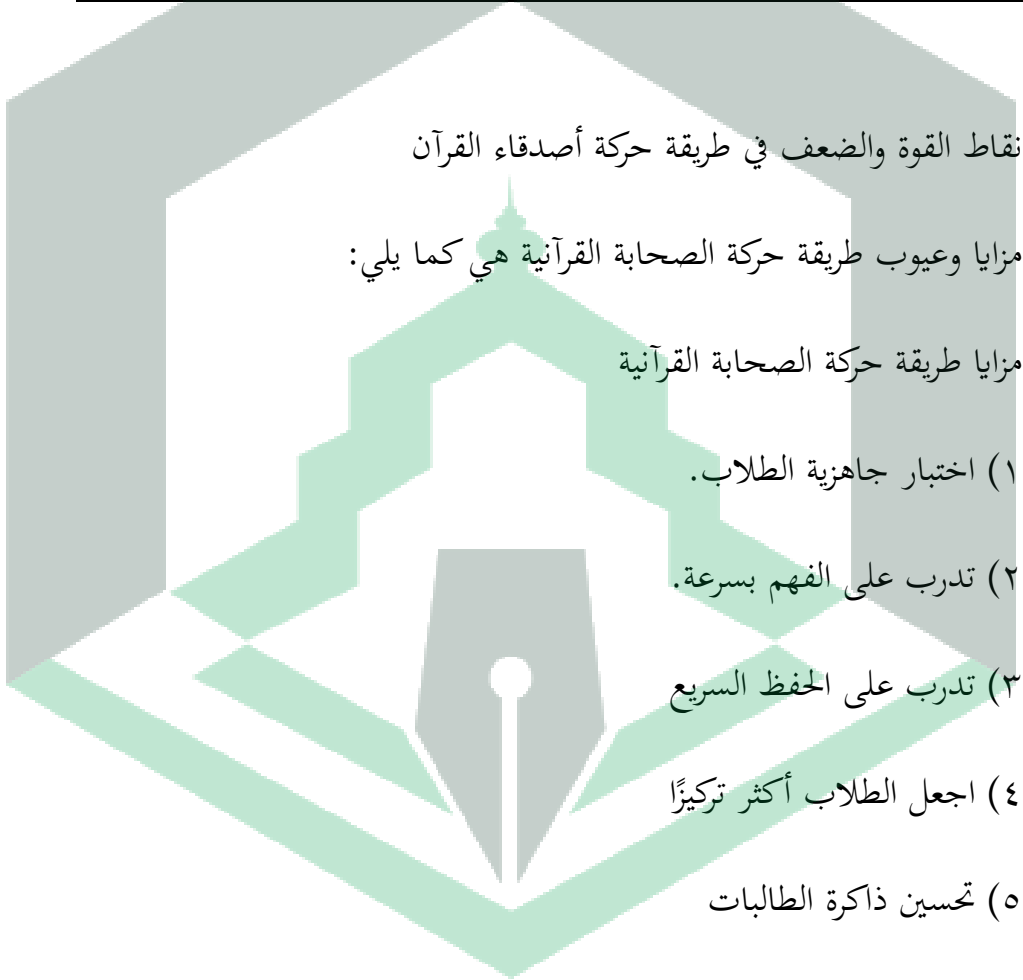 نقاط القوة والضعف في طريقة حركة أصدقاء القرآن
مزايا وعيوب طريقة حركة الصحابة القرآنية هي كما يلي:
مزايا طريقة حركة الصحابة القرآنية
١) اختبار جاهزية الطلاب.
٢) تدرب على الفهم بسرعة.
٣) تدرب على الحفظ السريع
٤) اجعل الطلاب أكثر تركيزًا
٥) تحسين ذاكرة الطالبات